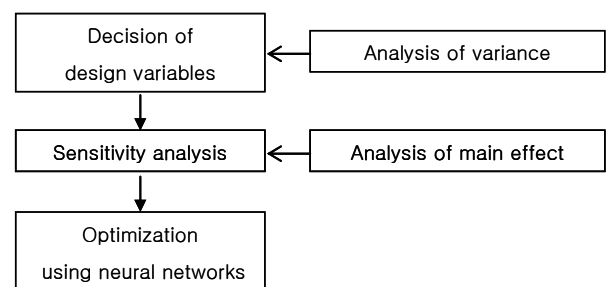 Decision of
design variables
Analysis of variance
Sensitivity analysis
Analysis of main effect
Optimization
using neural networks